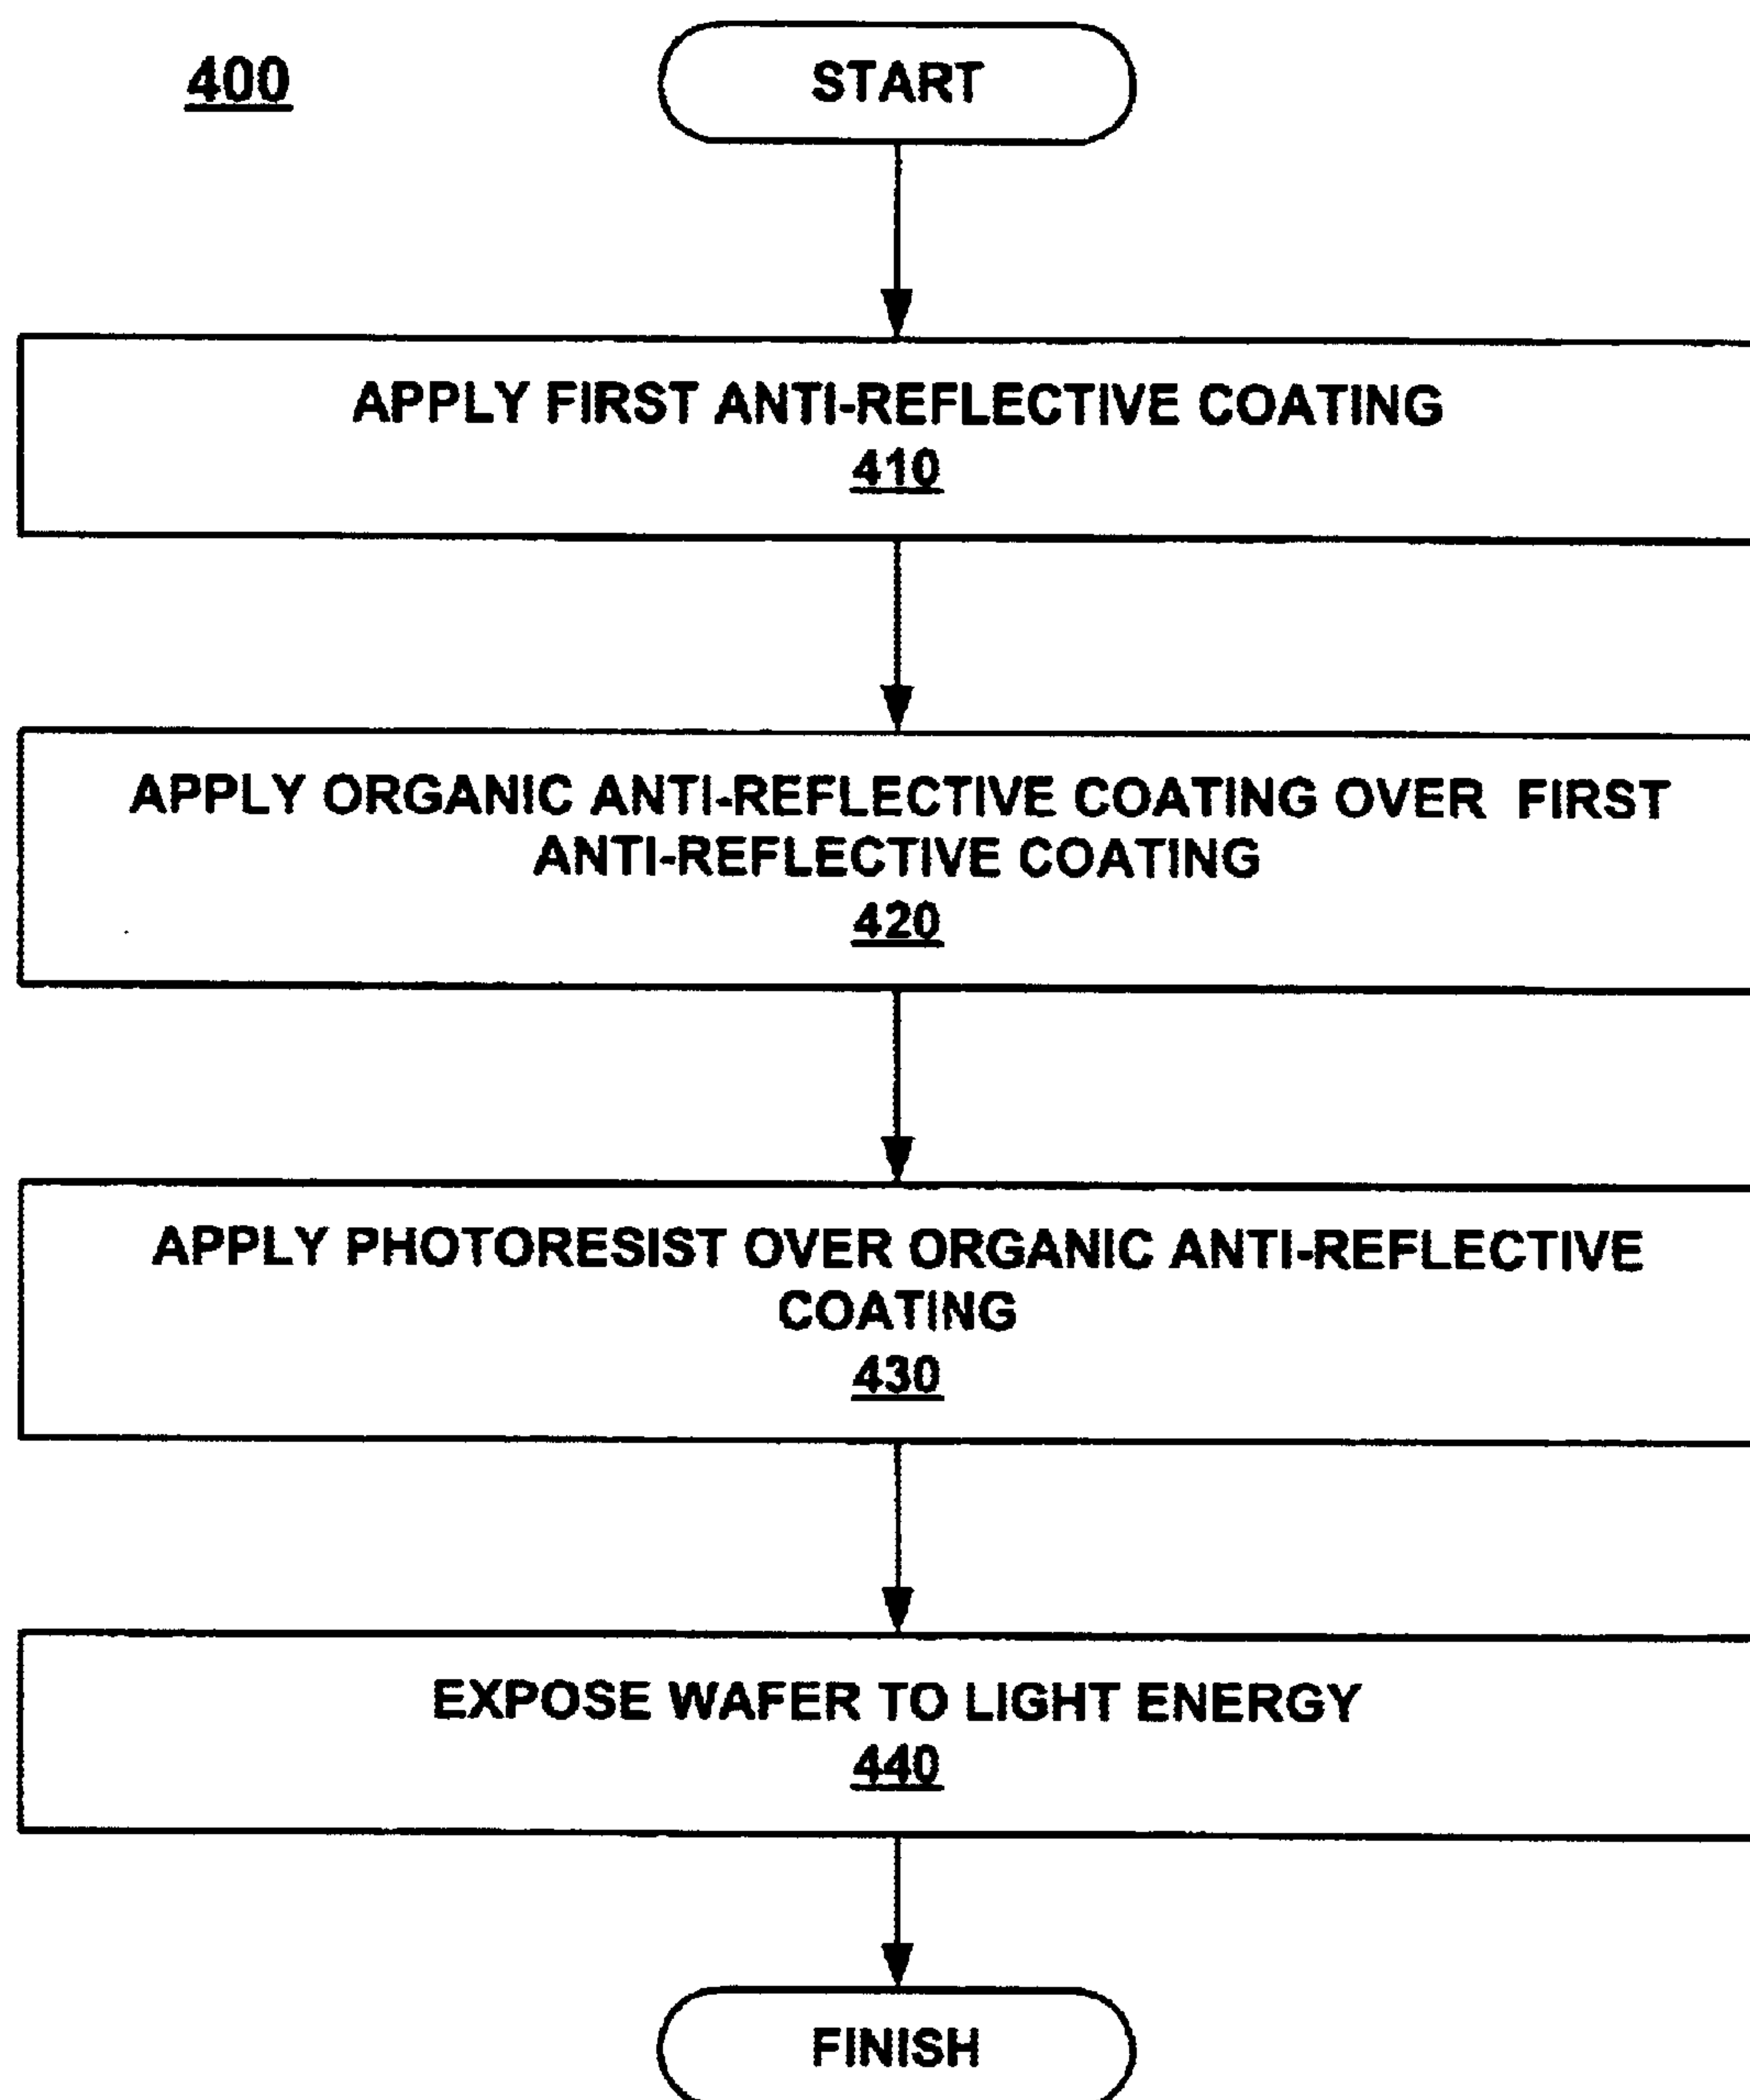 400
START
APPLY FIRST ANTI-REFLECTIVE COATING
410
APPLY ORGANIC ANTI-REFLECTIVE COATING OVER FIRST
ANTI-REFLECTIVE COATING
420
APPLY PHOTORESIST OVER ORGANIC ANTI-REFLECTIVE
COATING
430
EXPOSE WAFER TO LIGHT ENERGY
440
FINISH